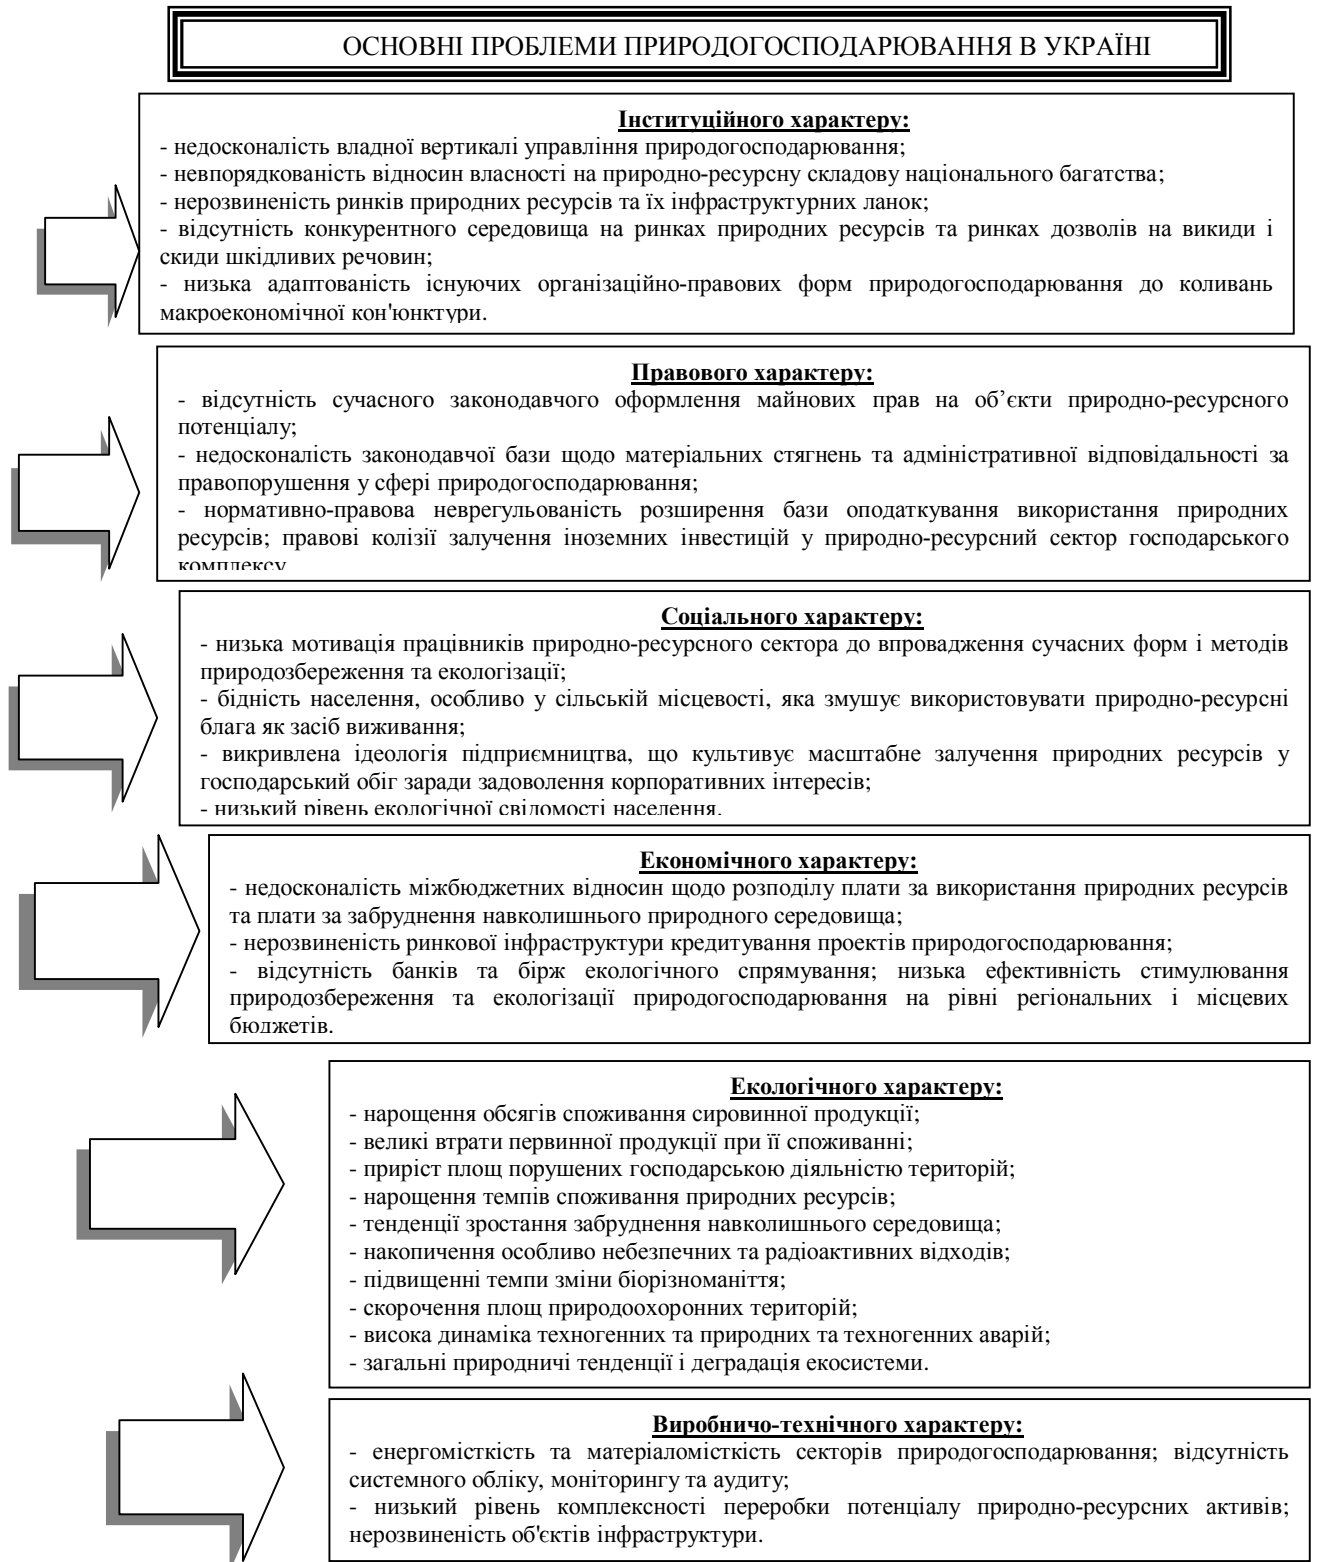 ОСНОВНІ ПРОБЛЕМИ ПРИРОДОГОСПОДАРЮВАННЯ В УКРАЇНІ
Інституційного характеру:
- недосконалість владної вертикалі управління природогосподарювання;
- невпорядкованість відносин власності на природно-ресурсну складову національного багатства;
- нерозвиненість ринків природних ресурсів та їх інфраструктурних ланок;
- відсутність конкурентного середовища на ринках природних ресурсів та ринках дозволів на викиди і
скиди шкідливих речовин;
- низька адаптованість існуючих організаційно-правових форм природогосподарювання до коливань
макроекономічної кон'юнктури.
Правового характеру:
- відсутність сучасного законодавчого оформлення майнових прав на об’єкти природно-ресурсного
потенціалу;
- недосконалість законодавчої бази щодо матеріальних стягнень та адміністративної відповідальності за
правопорушення у сфері природогосподарювання;
- нормативно-правова неврегульованість розширення бази оподаткування використання природних
ресурсів; правові колізії залучення іноземних інвестицій у природно-ресурсний сектор господарського
комплексу
Соціального характеру:
- низька мотивація працівників природно-ресурсного сектора до впровадження сучасних форм і методів
природозбереження та екологізації;
- бідність населення, особливо у сільській місцевості, яка змушує використовувати природно-ресурсні
блага як засіб виживання;
- викривлена ідеологія підприємництва, що культивує масштабне залучення природних ресурсів у
господарський обіг заради задоволення корпоративних інтересів;
- низький рівень екологічної свідомості населення.
Економічного характеру:
- недосконалість міжбюджетних відносин щодо розподілу плати за використання природних ресурсів
та плати за забруднення навколишнього природного середовища;
- нерозвиненість ринкової інфраструктури кредитування проектів природогосподарювання;
- відсутність банків та бірж екологічного спрямування; низька ефективність стимулювання
природозбереження та екологізації природогосподарювання на рівні регіональних і місцевих
бюджетів.
Екологічного характеру:
- нарощення обсягів споживання сировинної продукції;
- великі втрати первинної продукції при її споживанні;
- приріст площ порушених господарською діяльністю територій;
- нарощення темпів споживання природних ресурсів;
- тенденції зростання забруднення навколишнього середовища;
- накопичення особливо небезпечних та радіоактивних відходів;
- підвищенні темпи зміни біорізноманіття;
- скорочення площ природоохоронних територій;
- висока динаміка техногенних та природних та техногенних аварій;
- загальні природничі тенденції і деградація екосистеми.
Виробничо-технічного характеру:
- енергомісткість та матеріаломісткість секторів природогосподарювання; відсутність
системного обліку, моніторингу та аудиту;
- низький рівень комплексності переробки потенціалу природно-ресурсних активів;
нерозвиненість об'єктів інфраструктури.